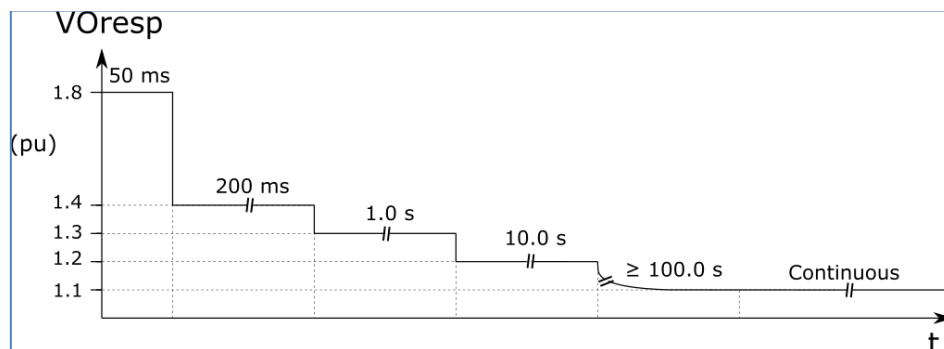 VOresp
50 ms
1.8
(pu)
200 ms
1.4
1.0 s
1.3
10.0 s
1.2
≥ 100.0 s
Continuous
1.1
t